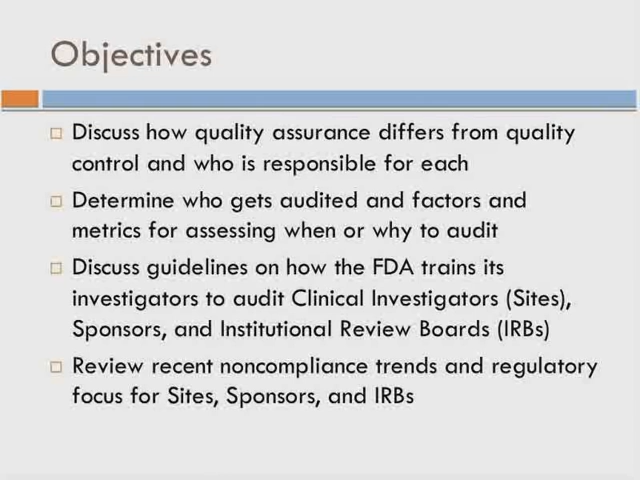 Objectives
Discuss how quality assurance differs from quality
control and who is responsible for each
Determine who gets audited and factors and
metrics for assessing when or why to audit
Discuss guidelines on how the FDA trains its
investigators to audit Clinical Investigators (Sites),
Sponsors, and Institutional Review Boards (IRBs)
Review recent noncompliance trends and regulatory
focus for Sites, Sponsors, and IRBs